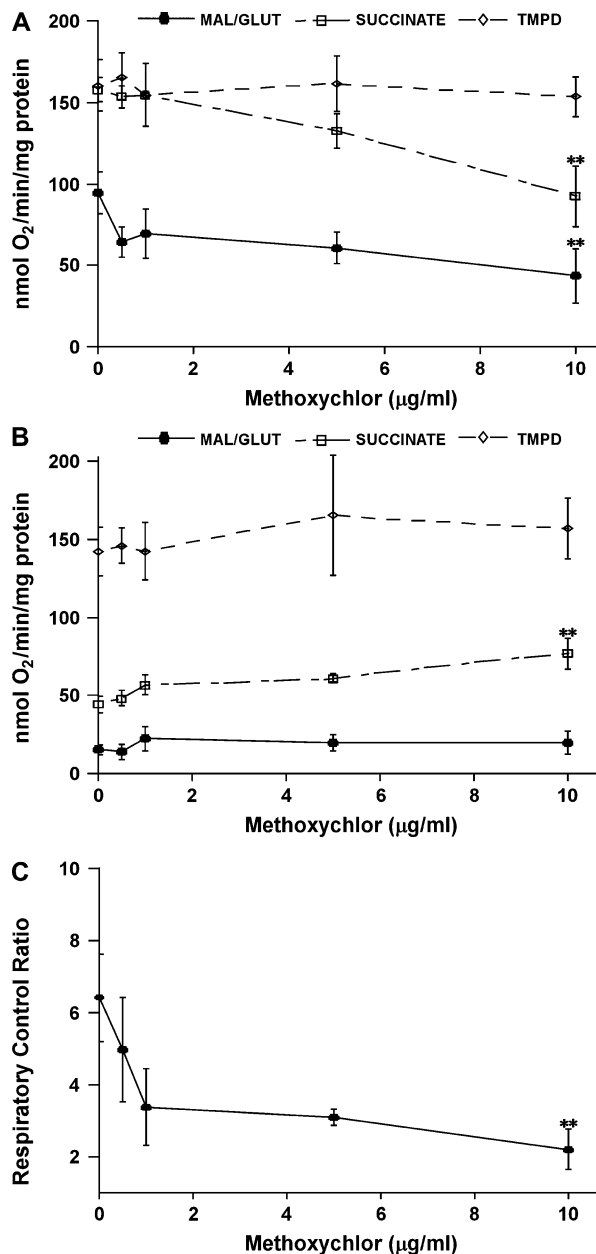 A
MAL/GLUT SUCCINATE TMPD
200
150
100
50
0
nmol O₂/min/mg protein
**
**
0 2 4 6 8 10
Methoxychlor (μg/ml)
B
MAL/GLUT SUCCINATE TMPD
200
150
100
50
0
nmol O₂/min/mg protein
**
0 2 4 6 8 10
Methoxychlor (μg/ml)
C
10
8
6
4
2
Respiratory Control Ratio
**
0 2 4 6 8 10
Methoxychlor (μg/ml)